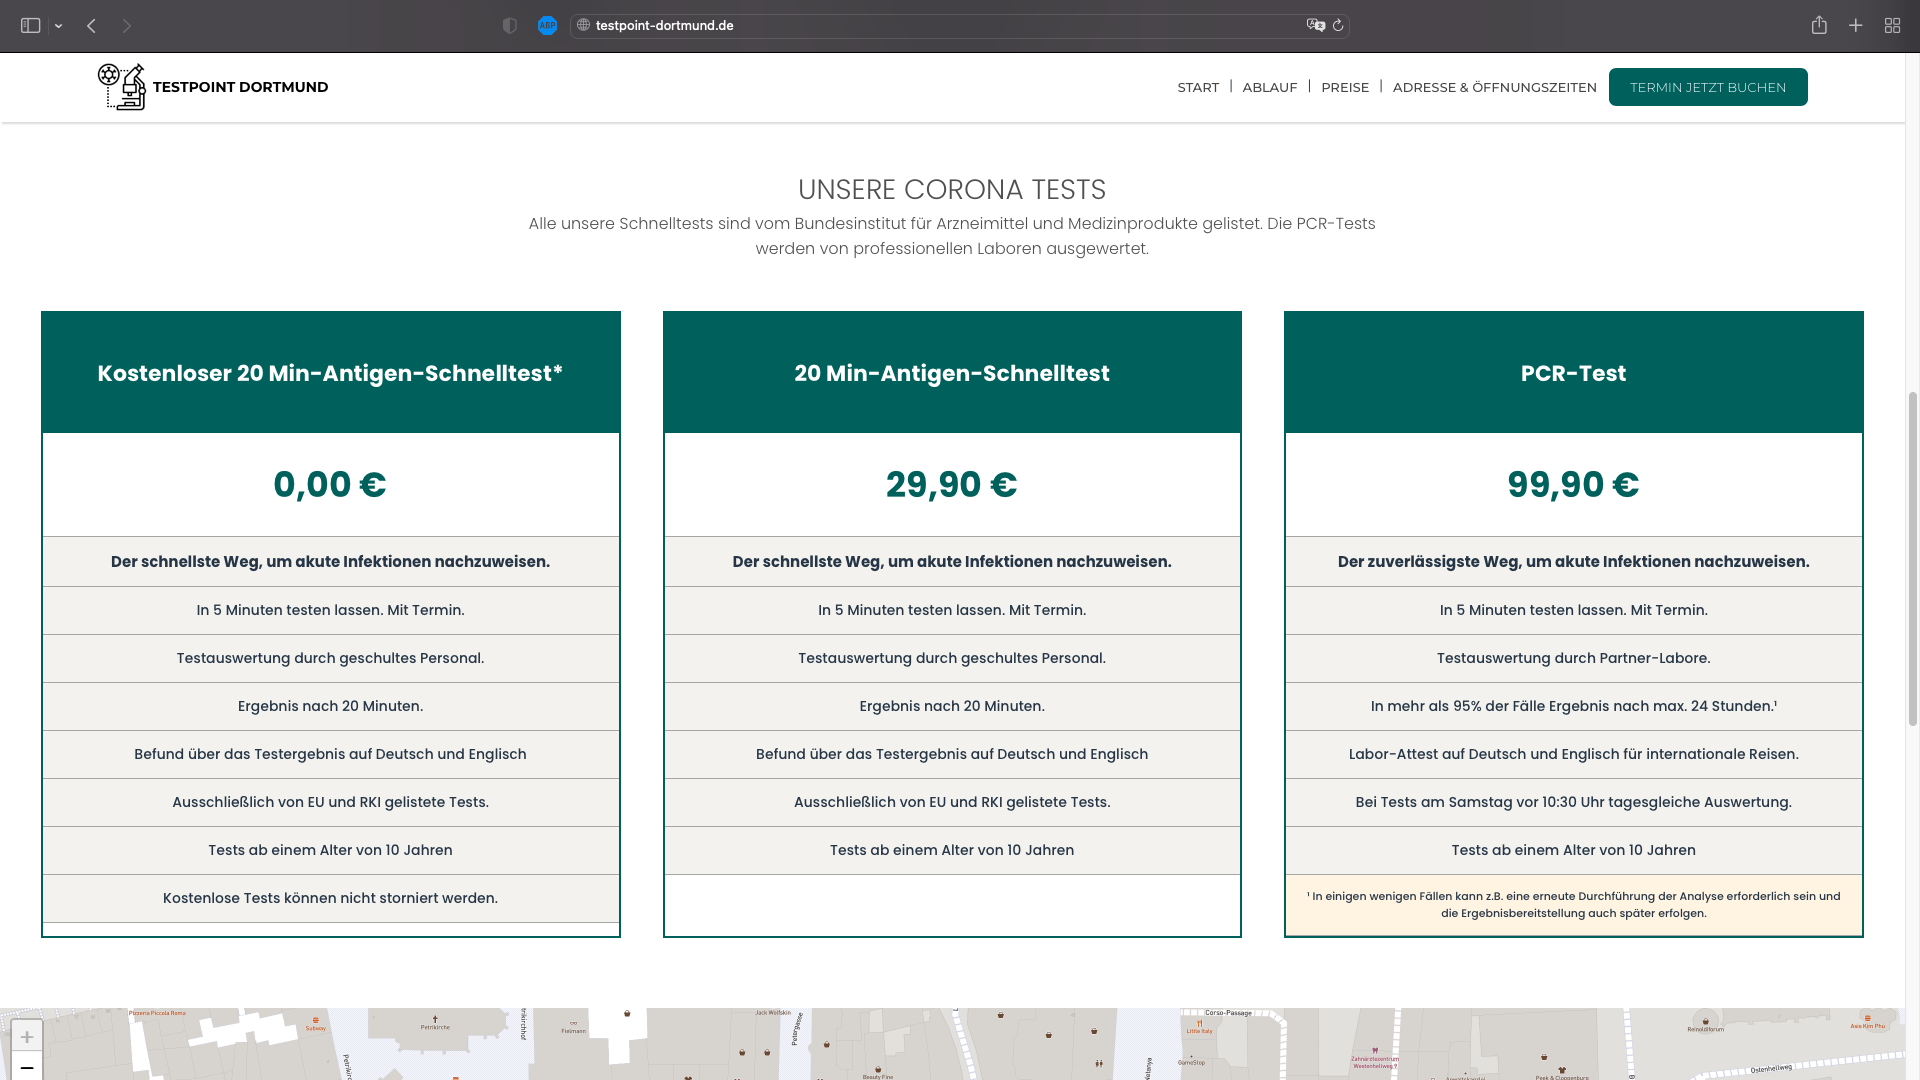 ABP
testpoint-dortmund.de
TESTPOINT DORTMUND
START
ABLAUF
PREISE
ADRESSE & ÖFFNUNGSZEITEN
TERMIN JETZT BUCHEN
UNSERE CORONA TESTS
Alle unsere Schnelltests sind vom Bundesinstitut für Arzneimittel und Medizinprodukte gelistet. Die PCR-Tests
werden von professionellen Laboren ausgewertet.
Kostenloser 20 Min-Antigen-Schnelltest*
0,00 €
Der schnellste Weg, um akute Infektionen nachzuweisen.
In 5 Minuten testen lassen. Mit Termin.
Testauswertung durch geschultes Personal.
Ergebnis nach 20 Minuten.
Befund über das Testergebnis auf Deutsch und Englisch
Ausschließlich von EU und RKI gelistete Tests.
Tests ab einem Alter von 10 Jahren
Kostenlose Tests können nicht storniert werden.
20 Min-Antigen-Schnelltest
29,90 €
Der schnellste Weg, um akute Infektionen nachzuweisen.
In 5 Minuten testen lassen. Mit Termin.
Testauswertung durch geschultes Personal.
Ergebnis nach 20 Minuten.
Befund über das Testergebnis auf Deutsch und Englisch
Ausschließlich von EU und RKI gelistete Tests.
Tests ab einem Alter von 10 Jahren
PCR-Test
99,90 €
Der zuverlässigste Weg, um akute Infektionen nachzuweisen.
In 5 Minuten testen lassen. Mit Termin.
Testauswertung durch Partner-Labore.
In mehr als 95% der Fälle Ergebnis nach max. 24 Stunden.¹
Labor-Attest auf Deutsch und Englisch für internationale Reisen.
Bei Tests am Samstag vor 10:30 Uhr tagesgleiche Auswertung.
Tests ab einem Alter von 10 Jahren
¹ In einigen wenigen Fällen kann z.B. eine erneute Durchführung der Analyse erforderlich sein und
die Ergebnisbereitstellung auch später erfolgen.
+
−
Pizzeria Piccola Roma
Subway
Petrikirche
Fielmann
Jack Wolfskin
Petergasse
Beauty Fine
Corso-Passage
Little Italy
GameStop
Zahnarztzentrum
Westenhellweg 9
Peek & Cloppenburg
Reinoldiforum
Ostenhellweg
Asia Kim Phú